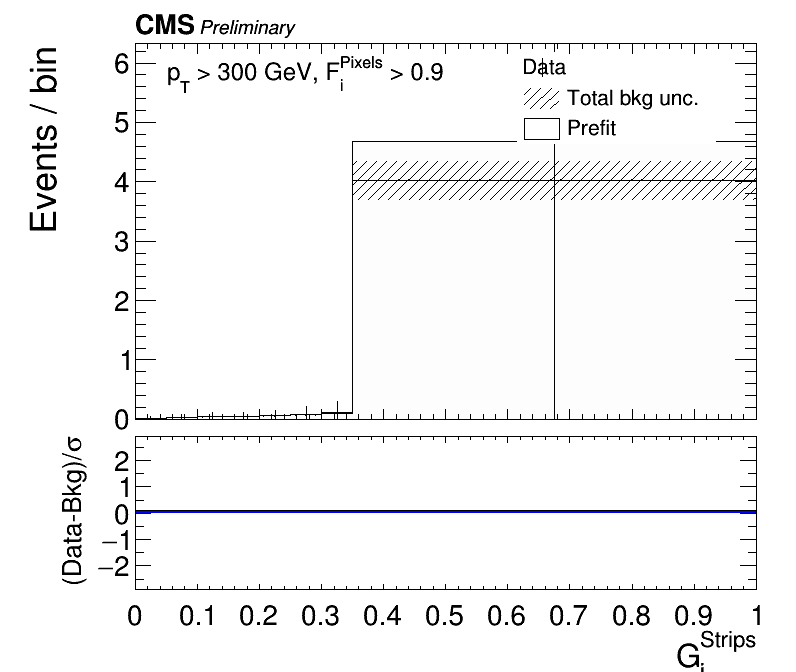 CMS Preliminary
Events / bin
p_T > 300 GeV, F_i^Pixels > 0.9
Data
Total bkg unc.
Prefit
6
5
4
3
2
1
0
(Data-Bkg)/σ
2
1
0
−1
−2
0 0.1 0.2 0.3 0.4 0.5 0.6 0.7 0.8 0.9 1
G_i^Strips